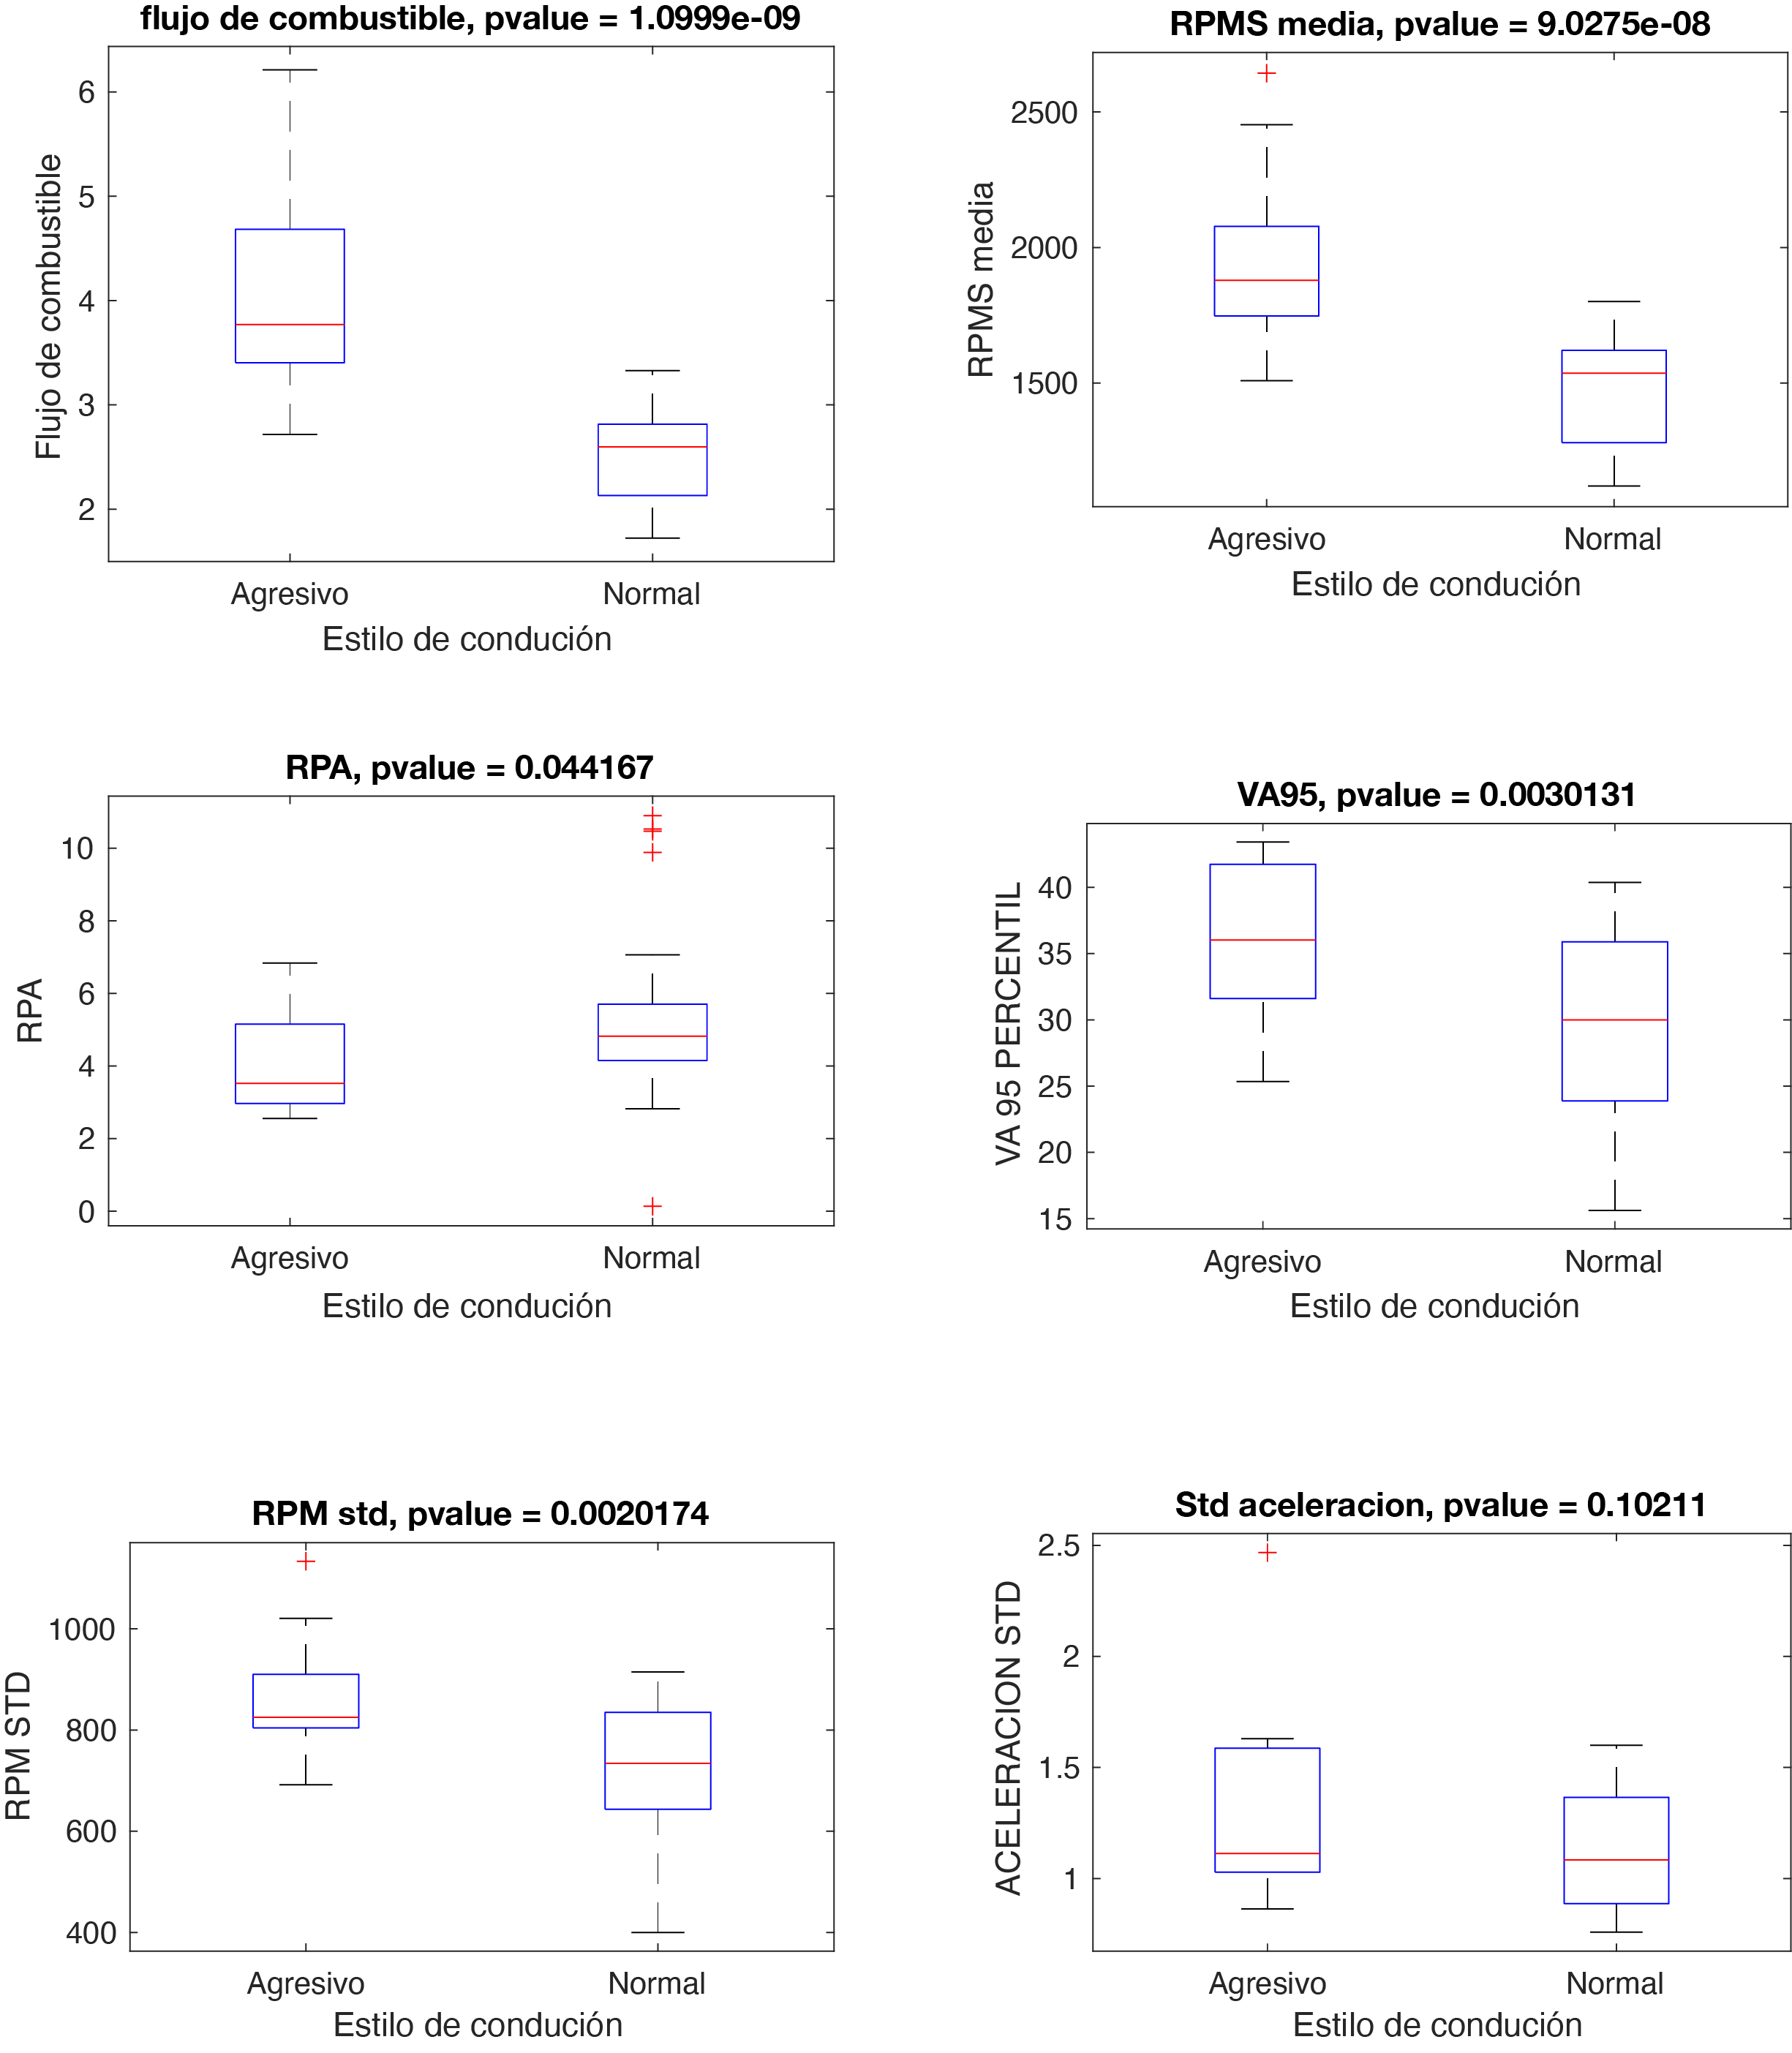 flujo de combustible, pvalue = 1.0999e-09
Flujo de combustible
6
5
4
3
2
Agresivo Normal
Estilo de condución
RPMS media, pvalue = 9.0275e-08
RPMS media
2500
2000
1500
Agresivo Normal
Estilo de condución
RPA, pvalue = 0.044167
RPA
10
8
6
4
2
0
Agresivo Normal
Estilo de condución
VA95, pvalue = 0.0030131
VA 95 PERCENTIL
40
35
30
25
20
15
Agresivo Normal
Estilo de condución
RPM std, pvalue = 0.0020174
RPM STD
1000
800
600
400
Agresivo Normal
Estilo de condución
Std aceleracion, pvalue = 0.10211
ACELERACION STD
2.5
2
1.5
1
Agresivo Normal
Estilo de condución